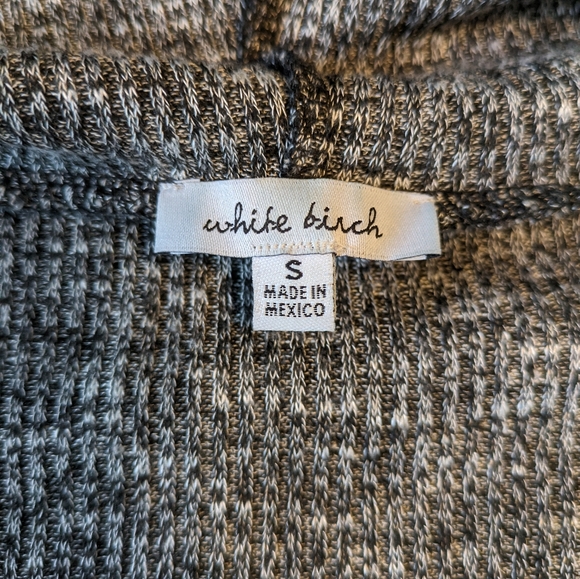 white birch
S
MADE IN
MEXICO